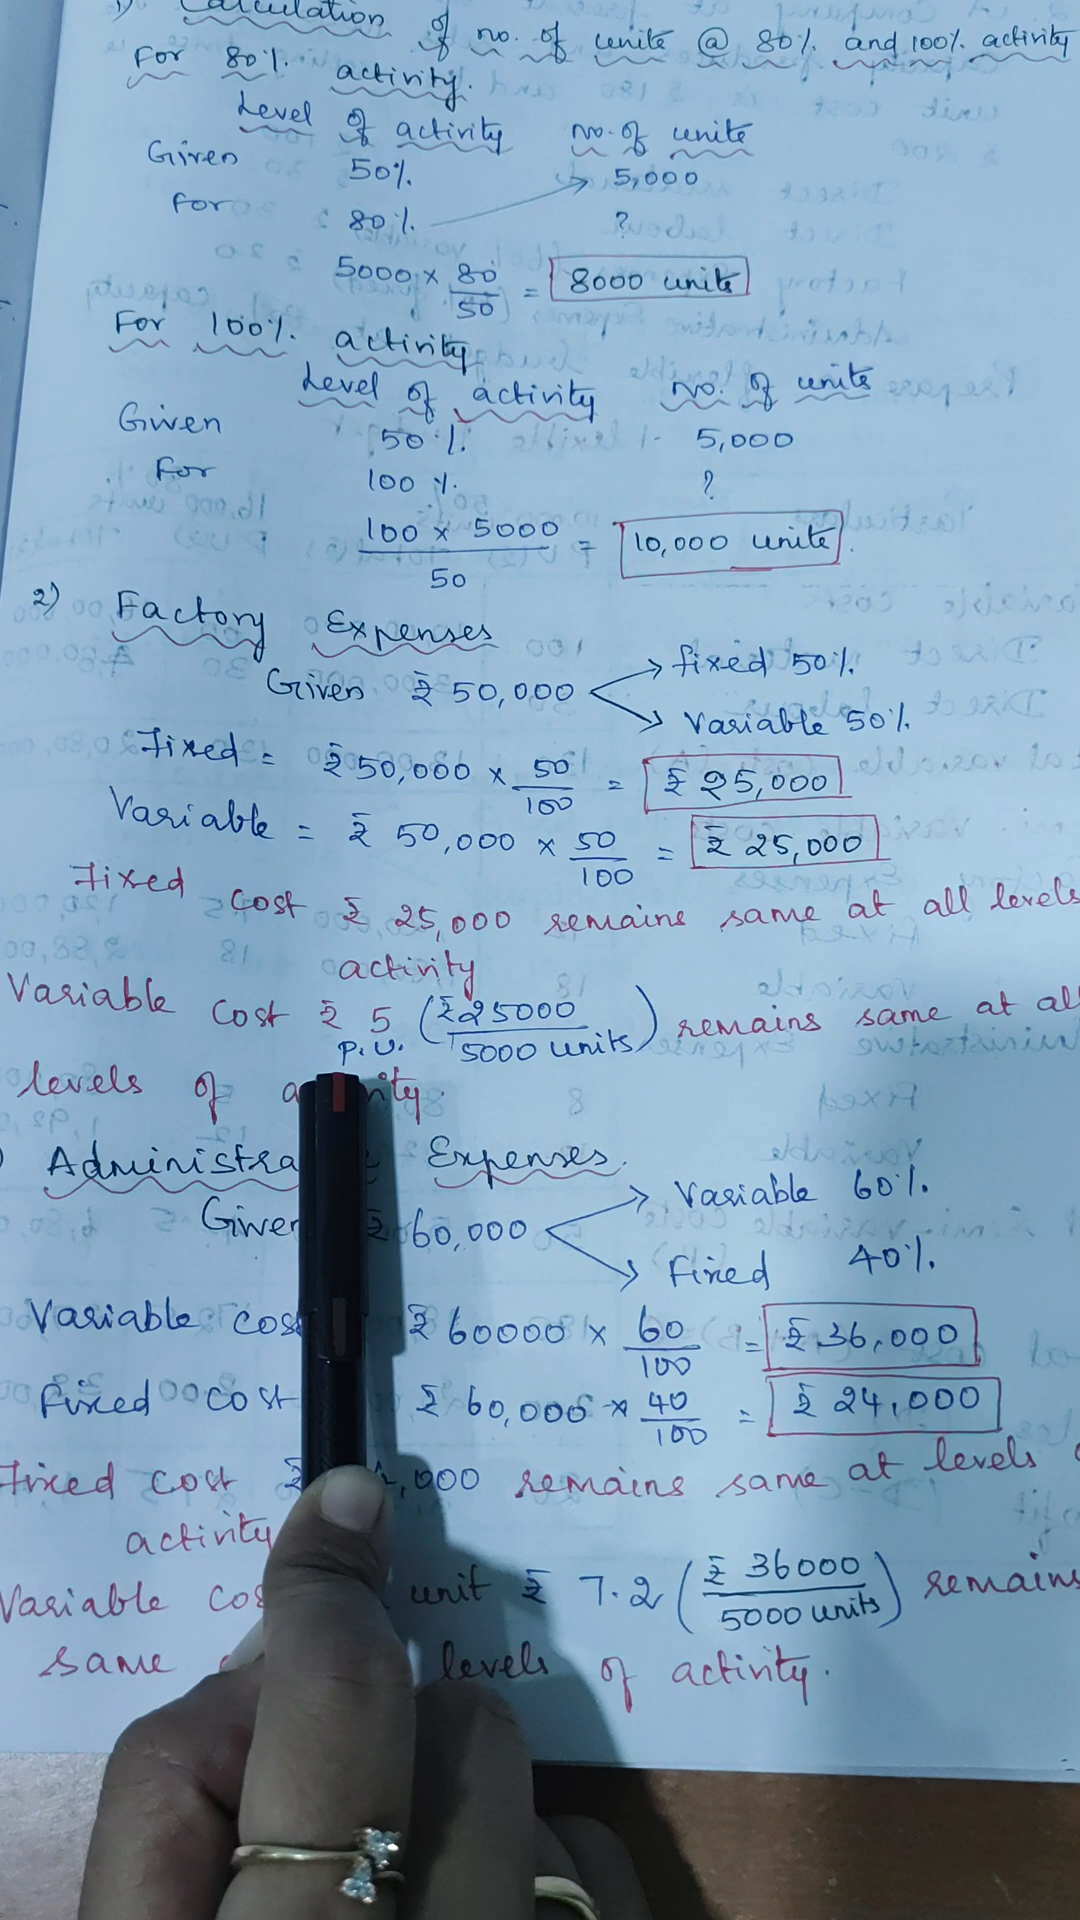 1) Calculation of no. of units @ 80% and 100% activity
For 80% activity.
Level of activity no. of units
Given 50% 5,000
For 80% ?
5000 × 80/50 = 8000 units
For 100% activity
Level of activity no. of units
Given 50% 5,000
For 100% ?
100 × 5000/50 = 10,000 units.
2) Factory Expenses
Given ₹ 50,000 → fixed 50%
→ Variable 50%
Fixed = ₹ 50,000 × 50/100 = ₹ 25,000
Variable = ₹ 50,000 × 50/100 = ₹ 25,000
Fixed cost ₹ 25,000 remains same at all levels
activity
Variable cost ₹ 5 p.u. (₹25000/5000 units) remains same at all
levels of
Expenses.
Given ₹ 60,000 → Variable 60%.
→ Fixed 40%.
Variable ₹ 60000 × 60/100 = ₹ 36,000
Fixed cost ₹ 60,000 × 40/100 = ₹ 24,000
Fixed cost remains same at levels
activity
Variable unit ₹ 7.2 (₹ 36000/5000 units) remains
same levels of activity.